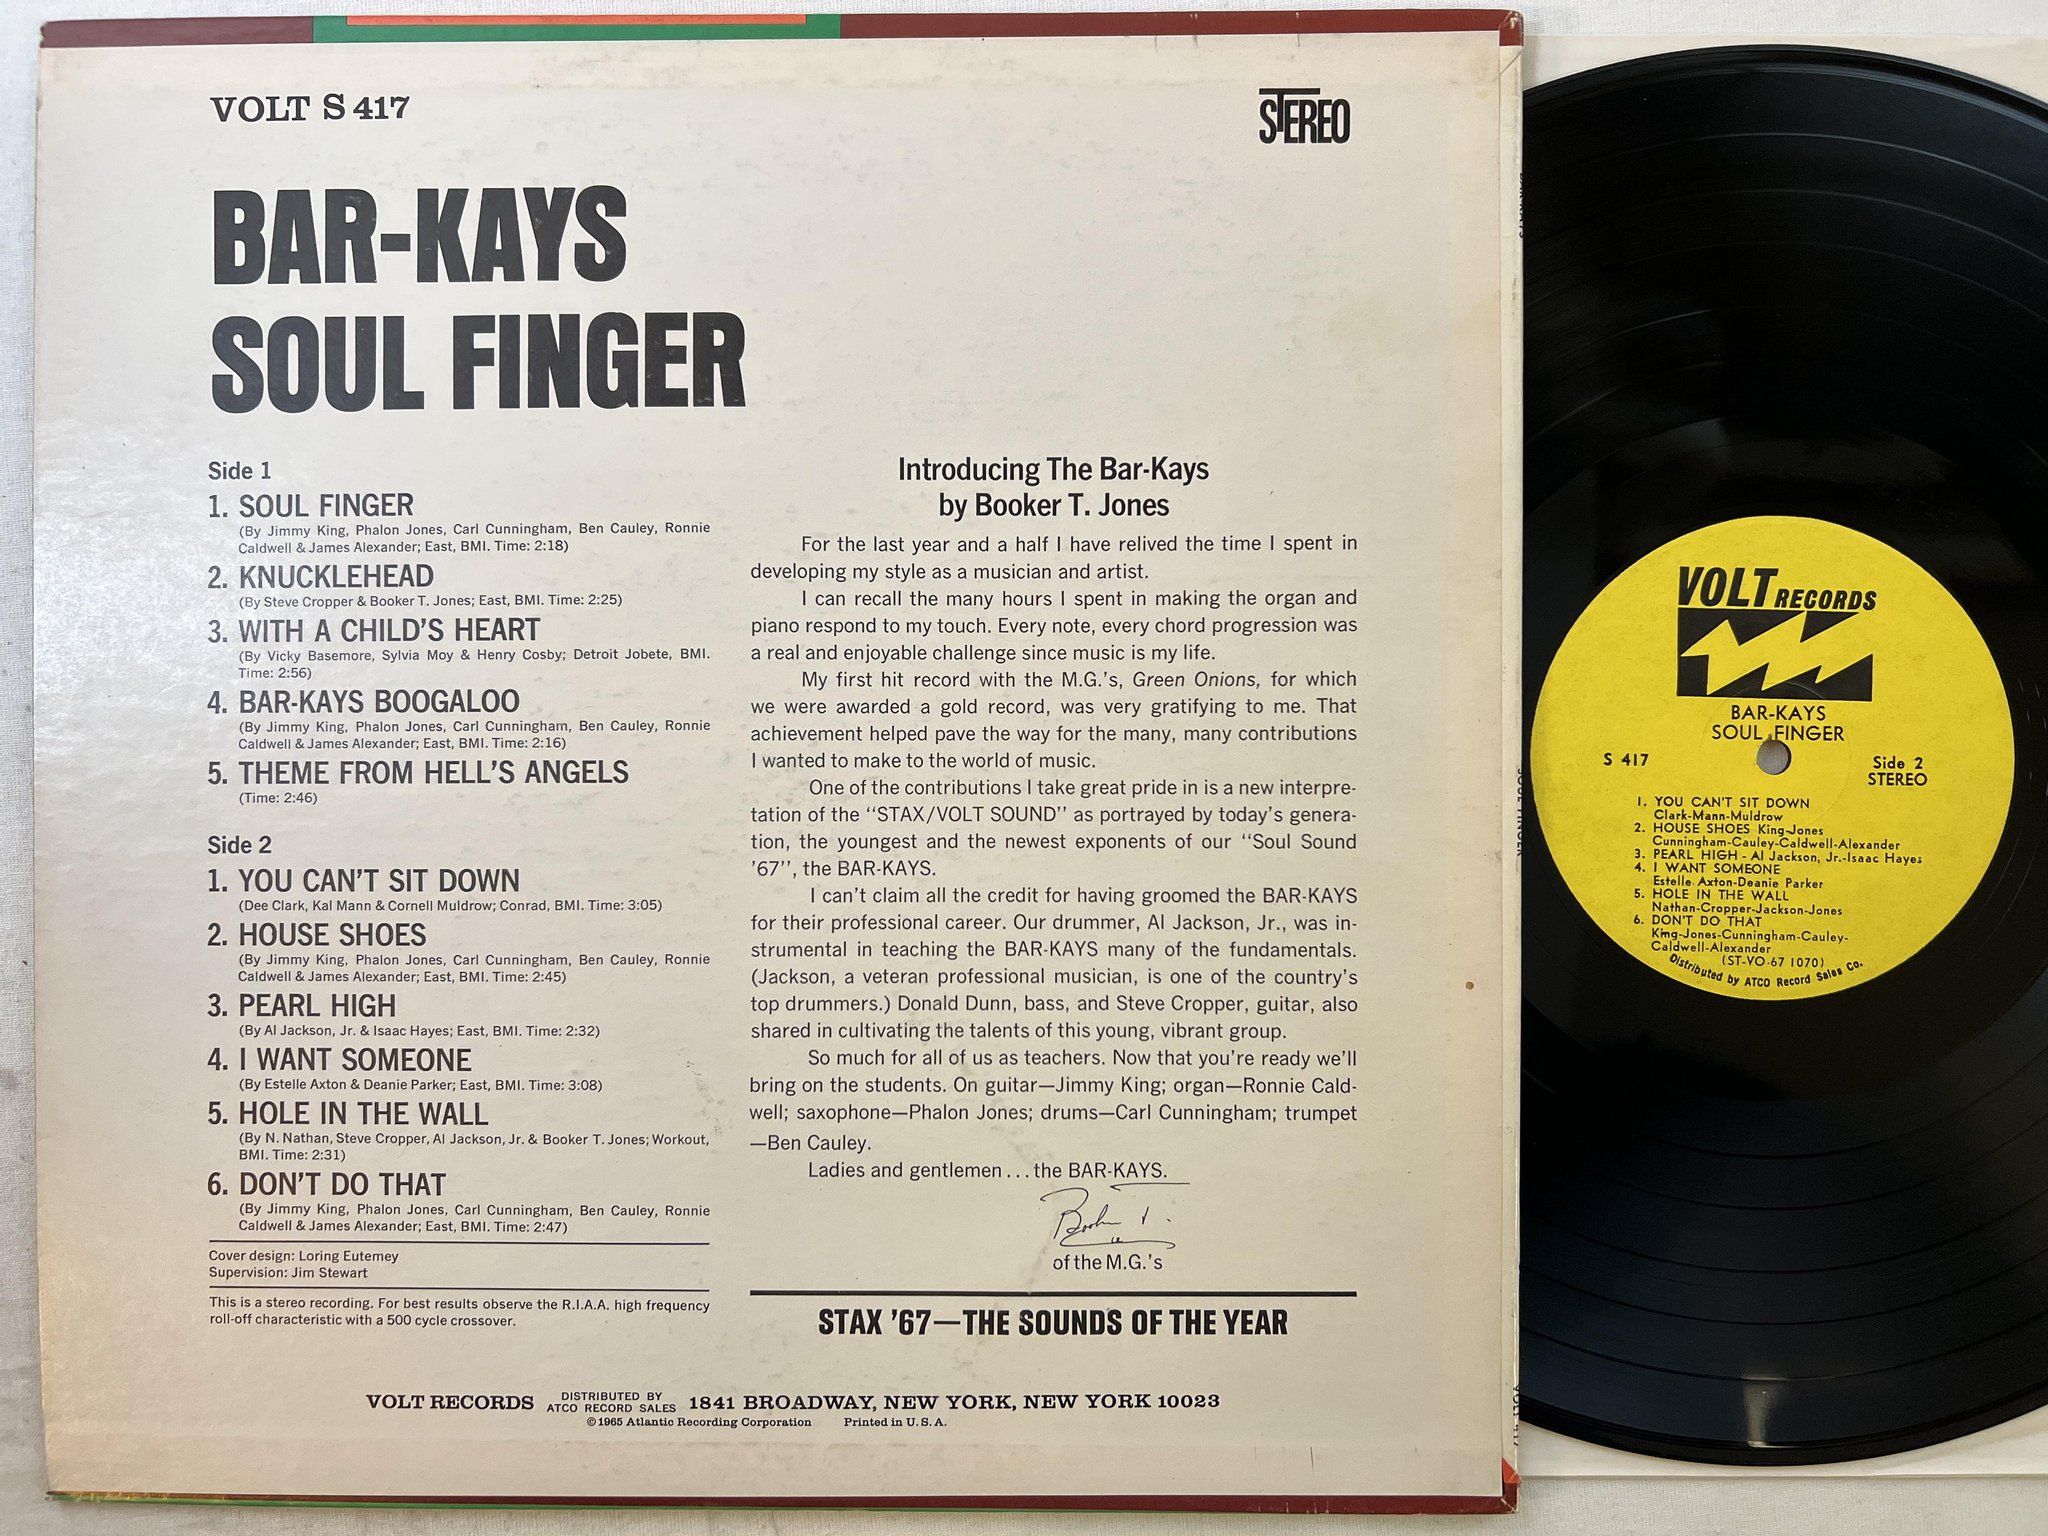 VOLT S 417
STEREO
BAR-KAYS
SOUL FINGER
Side 1
1. SOUL FINGER
(By Jimmy King, Phalon Jones, Carl Cunningham, Ben Cauley, Ronnie
Caldwell & James Alexander; East, BMI. Time: 2:18)
2. KNUCKLEHEAD
(By Steve Cropper & Booker T. Jones; East, BMI. Time: 2:25)
3. WITH A CHILD'S HEART
(By Vicky Basemore, Sylvia Moy & Henry Cosby; Detroit Jobete, BMI.
Time: 2:56)
4. BAR-KAYS BOOGALOO
(By Jimmy King, Phalon Jones, Carl Cunningham, Ben Cauley, Ronnie
Caldwell & James Alexander; East, BMI. Time: 2:16)
5. THEME FROM HELL'S ANGELS
(Time: 2:46)
Side 2
1. YOU CAN'T SIT DOWN
(Dee Clark, Kal Mann & Cornell Muldrow; Conrad, BMI. Time: 3:05)
2. HOUSE SHOES
(By Jimmy King, Phalon Jones, Carl Cunningham, Ben Cauley, Ronnie
Caldwell & James Alexander; East, BMI. Time: 2:45)
3. PEARL HIGH
(By Al Jackson, Jr. & Isaac Hayes; East, BMI. Time: 2:32)
4. I WANT SOMEONE
(By Estelle Axton & Deanie Parker; East, BMI. Time: 3:08)
5. HOLE IN THE WALL
(By N. Nathan, Steve Cropper, Al Jackson, Jr. & Booker T. Jones; Workout,
BMI. Time: 2:31)
6. DON'T DO THAT
(By Jimmy King, Phalon Jones, Carl Cunningham, Ben Cauley, Ronnie
Caldwell & James Alexander; East, BMI. Time: 2:47)
Cover design: Loring Eutemey
Supervision: Jim Stewart
This is a stereo recording. For best results observe the R.I.A.A. high frequency
roll-off characteristic with a 500 cycle crossover.
Introducing The Bar-Kays
by Booker T. Jones
For the last year and a half I have relived the time I spent in
developing my style as a musician and artist.
I can recall the many hours I spent in making the organ and
piano respond to my touch. Every note, every chord progression was
a real and enjoyable challenge since music is my life.
My first hit record with the M.G.'s, Green Onions, for which
we were awarded a gold record, was very gratifying to me. That
achievement helped pave the way for the many, many contributions
I wanted to make to the world of music.
One of the contributions I take great pride in is a new interpre-
tation of the "STAX/VOLT SOUND" as portrayed by today's genera-
tion, the youngest and the newest exponents of our "Soul Sound
'67", the BAR-KAYS.
I can't claim all the credit for having groomed the BAR-KAYS
for their professional career. Our drummer, Al Jackson, Jr., was in-
strumental in teaching the BAR-KAYS many of the fundamentals.
(Jackson, a veteran professional musician, is one of the country's
top drummers.) Donald Dunn, bass, and Steve Cropper, guitar, also
shared in cultivating the talents of this young, vibrant group.
So much for all of us as teachers. Now that you're ready we'll
bring on the students. On guitar—Jimmy King; organ—Ronnie Cald-
well; saxophone—Phalon Jones; drums—Carl Cunningham; trumpet
—Ben Cauley.
Ladies and gentlemen...the BAR-KAYS.
Booker T.
of the M.G.'s
STAX '67—THE SOUNDS OF THE YEAR
VOLT RECORDS DISTRIBUTED BY ATCO RECORD SALES 1841 BROADWAY, NEW YORK, NEW YORK 10023
© 1965 Atlantic Recording Corporation Printed in U.S.A.
VOLT RECORDS
BAR-KAYS
SOUL FINGER
S 417
Side 2
STEREO
1. YOU CAN'T SIT DOWN
Clark-Mann-Muldrow
2. HOUSE SHOES King-Jones
Cunningham-Cauley-Caldwell-Alexander
3. PEARL HIGH - Al Jackson, Jr.-Isaac Hayes
4. I WANT SOMEONE
Estelle Axton-Deanie Parker
5. HOLE IN THE WALL
Nathan-Cropper-Jackson-Jones
6. DON'T DO THAT
King-Jones-Cunningham-Cauley-
Caldwell-Alexander
(ST-VO-67 1070)
Distributed by ATCO Record Sales Co.